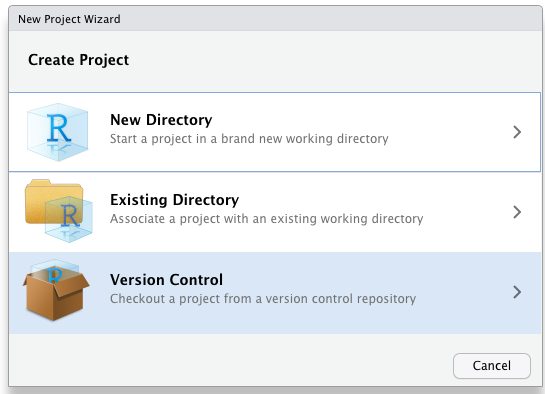 New Project Wizard
Create Project
R
New Directory
Start a project in a brand new working directory
R
Existing Directory
Associate a project with an existing working directory
R
Version Control
Checkout a project from a version control repository
Cancel